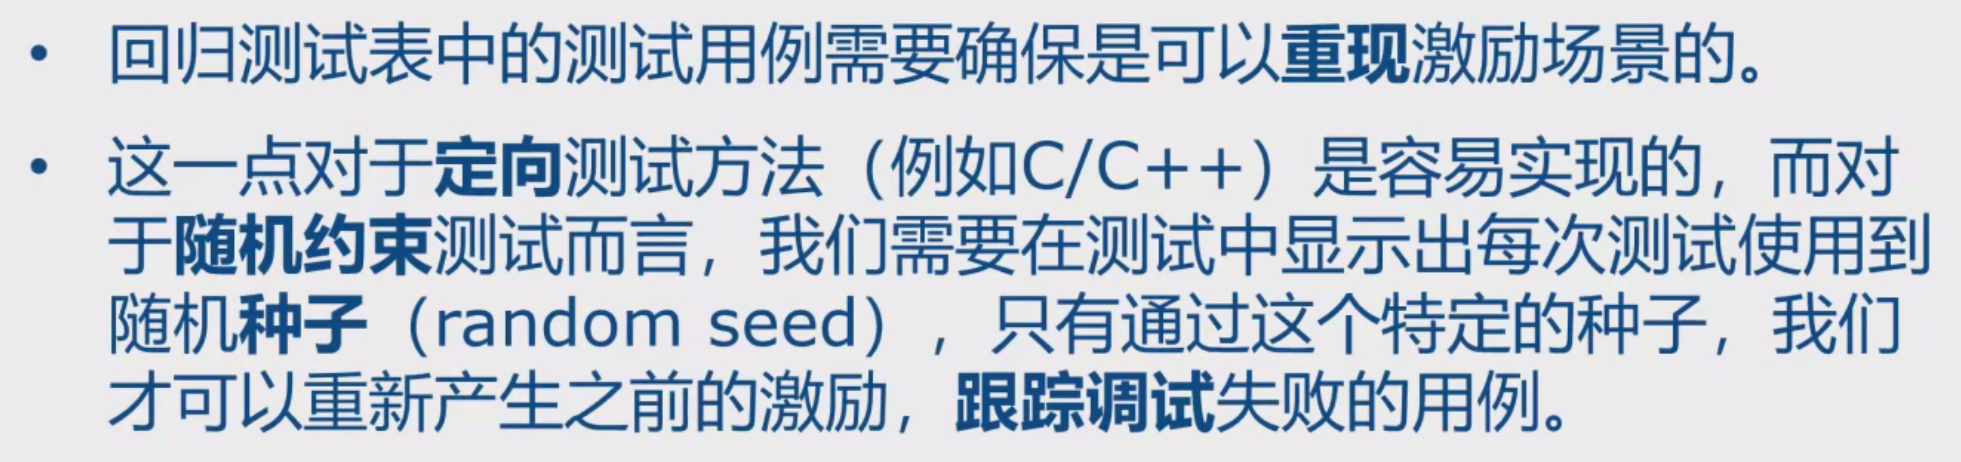 • 回归测试表中的测试用例需要确保是可以重现激励场景的。
• 这一点对于定向测试方法（例如C/C++）是容易实现的，而对
于随机约束测试而言，我们需要在测试中显示出每次测试使用到
随机种子（random seed），只有通过这个特定的种子，我们
才可以重新产生之前的激励，跟踪调试失败的用例。